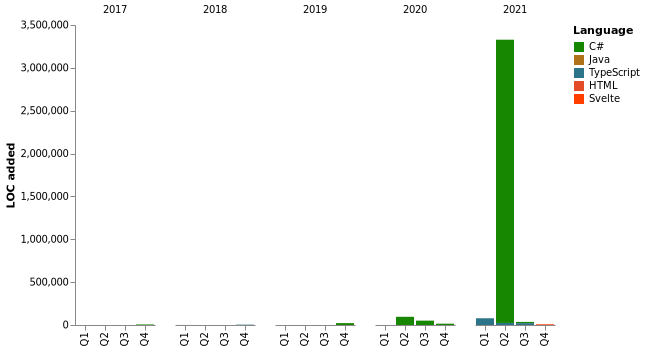 2017 2018 2019 2020 2021
Language
C#
Java
TypeScript
HTML
Svelte
LOC added
3,500,000
3,000,000
2,500,000
2,000,000
1,500,000
1,000,000
500,000
0
Q1 Q2 Q3 Q4 Q1 Q2 Q3 Q4 Q1 Q2 Q3 Q4 Q1 Q2 Q3 Q4 Q1 Q2 Q3 Q4